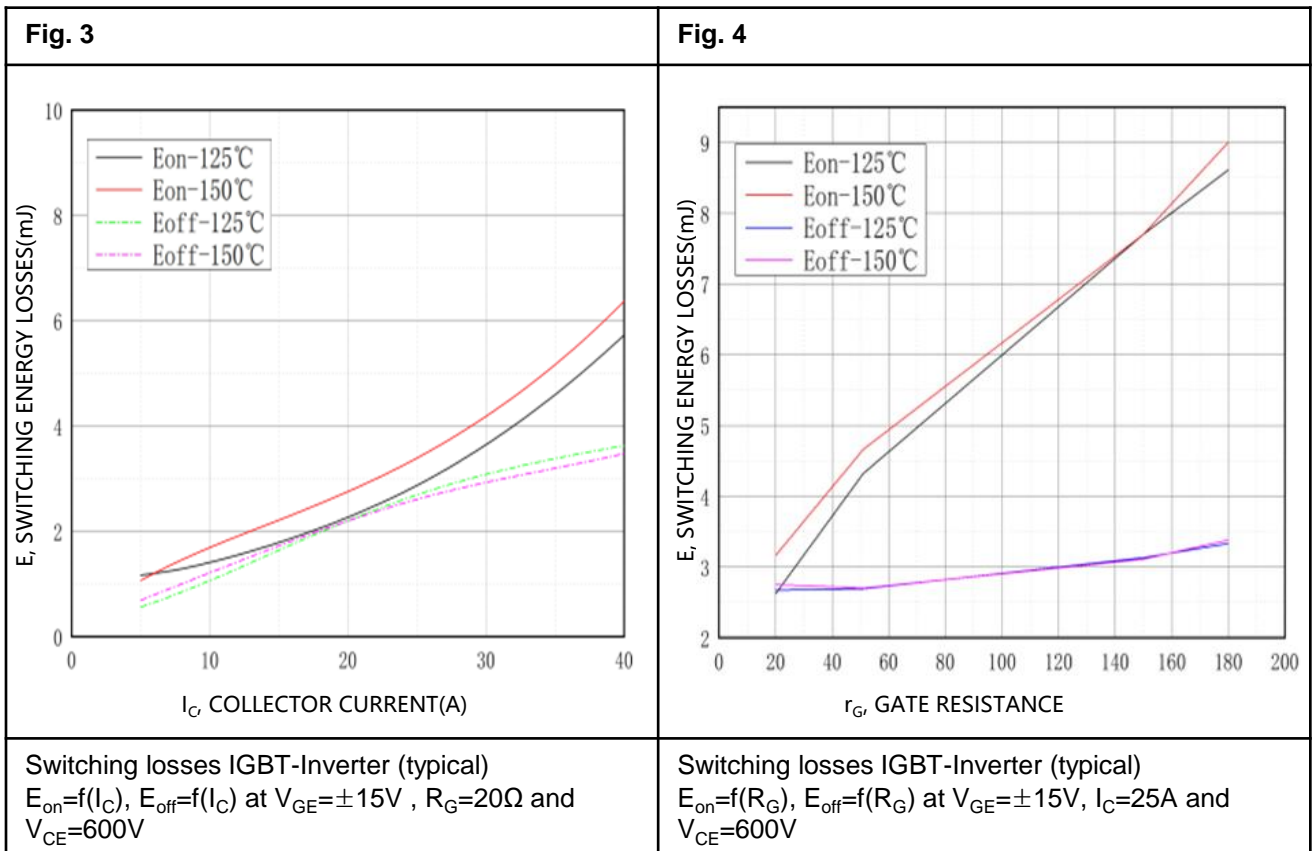 Fig. 3
10
8
6
4
2
0
0 10 20 30 40
Eon-125℃
Eon-150℃
Eoff-125℃
Eoff-150℃
E, SWITCHING ENERGY LOSSES(mJ)
I_C, COLLECTOR CURRENT(A)
Switching losses IGBT-Inverter (typical)
E_on=f(I_C), E_off=f(I_C) at V_GE=±15V , R_G=20Ω and
V_CE=600V
Fig. 4
9
8
7
6
5
4
3
2
0 20 40 60 80 100 120 140 160 180 200
Eon-125℃
Eon-150℃
Eoff-125℃
Eoff-150℃
E, SWITCHING ENERGY LOSSES(mJ)
r_G, GATE RESISTANCE
Switching losses IGBT-Inverter (typical)
E_on=f(R_G), E_off=f(R_G) at V_GE=±15V, I_C=25A and
V_CE=600V